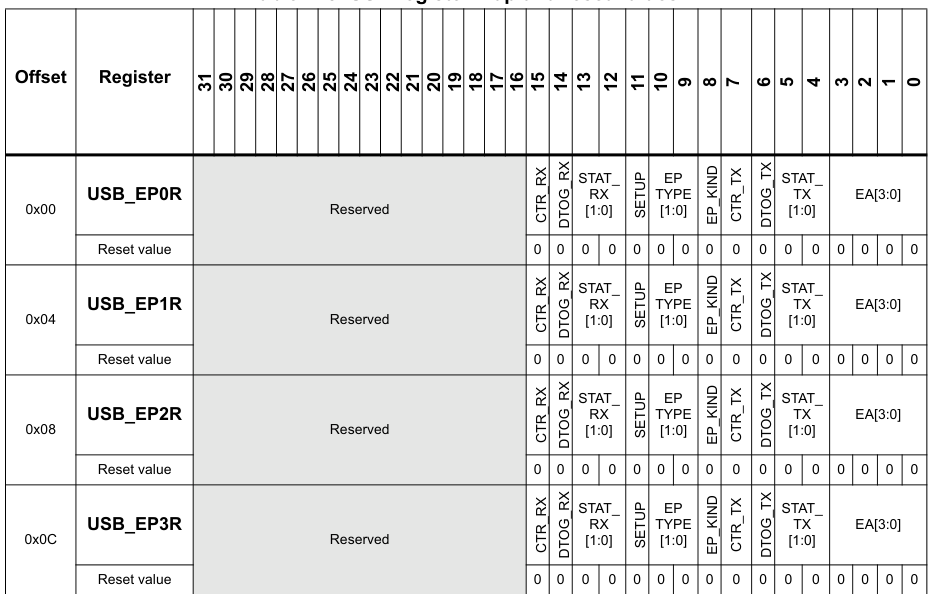 Offset Register 31 30 29 28 27 26 25 24 23 22 21 20 19 18 17 16 15 14 13 12 11 10 9 8 7 6 5 4 3 2 1 0
0x00 USB_EP0R Reserved CTR_RX DTOG_RX STAT_RX[1:0] SETUP EP TYPE [1:0] EP_KIND CTR_TX DTOG_TX STAT_TX[1:0] EA[3:0]
Reset value 0 0 0 0 0 0 0 0 0 0 0 0 0 0 0 0
0x04 USB_EP1R Reserved CTR_RX DTOG_RX STAT_RX[1:0] SETUP EP TYPE [1:0] EP_KIND CTR_TX DTOG_TX STAT_TX[1:0] EA[3:0]
Reset value 0 0 0 0 0 0 0 0 0 0 0 0 0 0 0 0
0x08 USB_EP2R Reserved CTR_RX DTOG_RX STAT_RX[1:0] SETUP EP TYPE [1:0] EP_KIND CTR_TX DTOG_TX STAT_TX[1:0] EA[3:0]
Reset value 0 0 0 0 0 0 0 0 0 0 0 0 0 0 0 0
0x0C USB_EP3R Reserved CTR_RX DTOG_RX STAT_RX[1:0] SETUP EP TYPE [1:0] EP_KIND CTR_TX DTOG_TX STAT_TX[1:0] EA[3:0]
Reset value 0 0 0 0 0 0 0 0 0 0 0 0 0 0 0 0